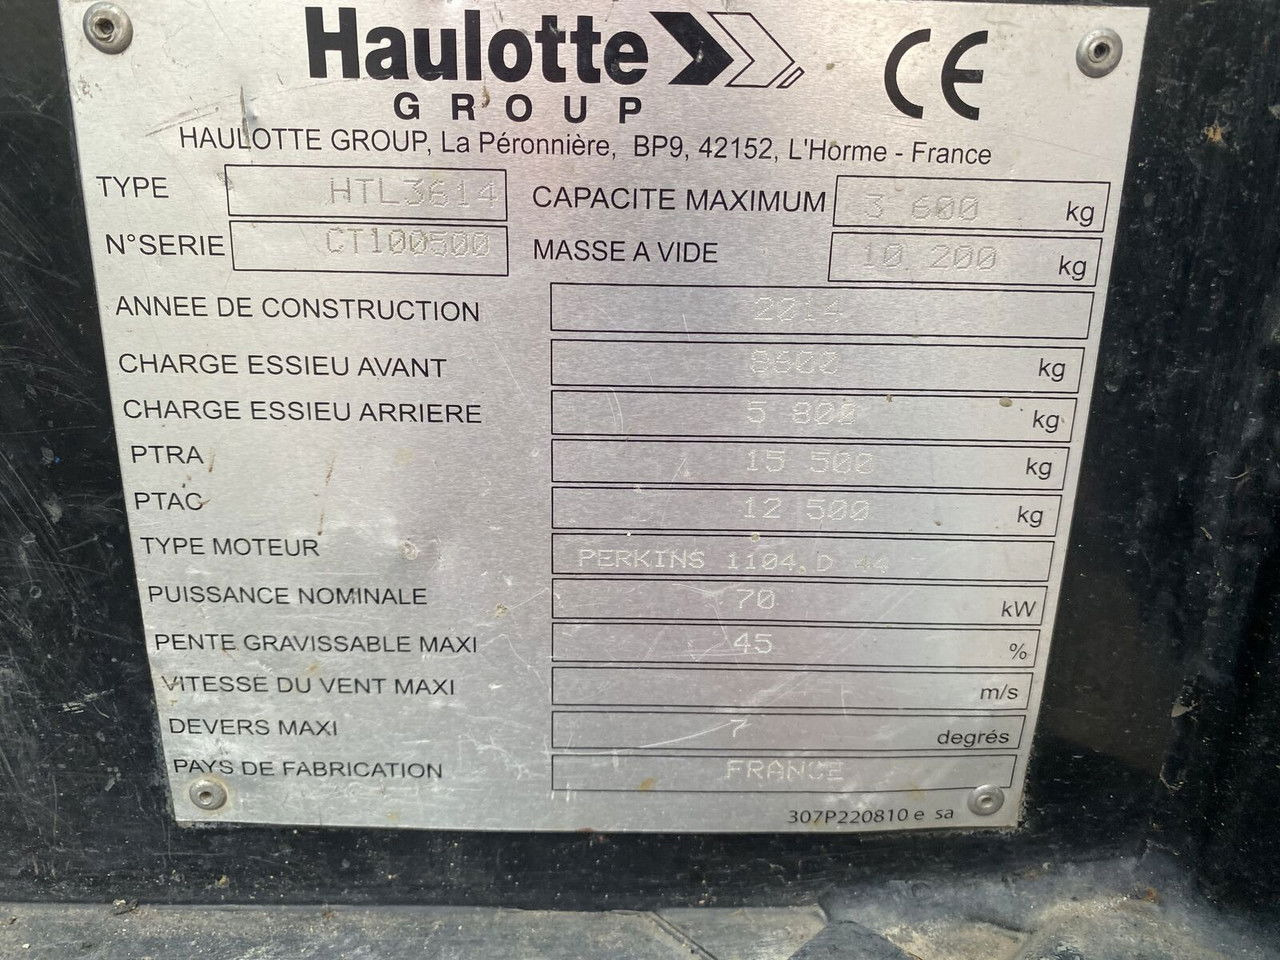 Haulotte
GROUP
CE
HAULOTTE GROUP, La Péronnière, BP9, 42152, L'Horme - France
TYPE HTL3614 CAPACITE MAXIMUM 3 600 kg
N°SERIE CT100500 MASSE A VIDE 10 200 kg
ANNEE DE CONSTRUCTION 2014
CHARGE ESSIEU AVANT 8600 kg
CHARGE ESSIEU ARRIERE 5 800 kg
PTRA 15 500 kg
PTAC 12 500 kg
TYPE MOTEUR PERKINS 1104.D 44
PUISSANCE NOMINALE 70 kW
PENTE GRAVISSABLE MAXI 45 %
VITESSE DU VENT MAXI m/s
DEVERS MAXI 7 degrés
PAYS DE FABRICATION FRANCE
307P220810 e sa